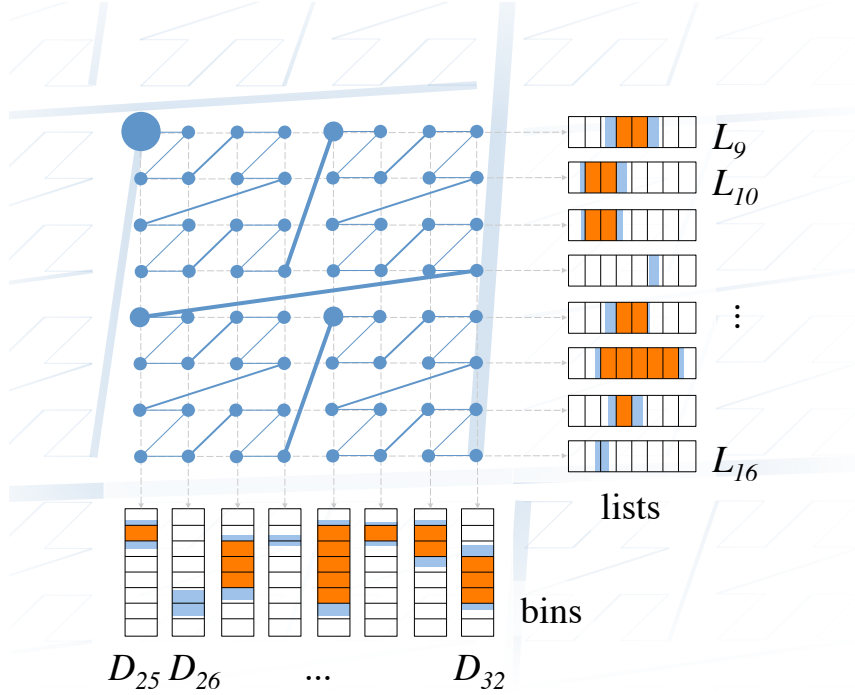 L₉
L₁₀
⋮
L₁₆
lists
bins
D₂₅ D₂₆ ... D₃₂